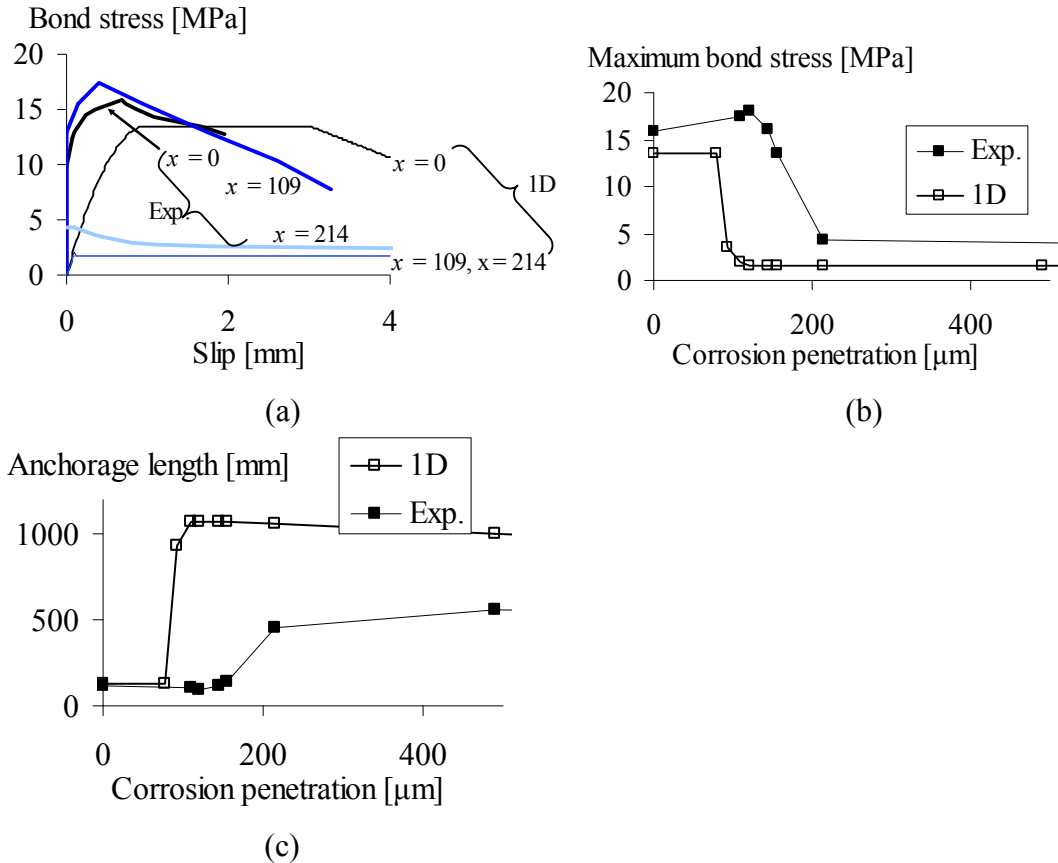 Bond stress [MPa]
20
15
10
5
0
x = 0
x = 109
Exp.
x = 214
x = 0
1D
x = 109, x = 214
0
2
4
Slip [mm]
(a)
Maximum bond stress [MPa]
20
15
10
5
0
Exp.
1D
0
200
400
Corrosion penetration [µm]
(b)
Anchorage length [mm]
1D
Exp.
1000
500
0
0
200
400
Corrosion penetration [µm]
(c)